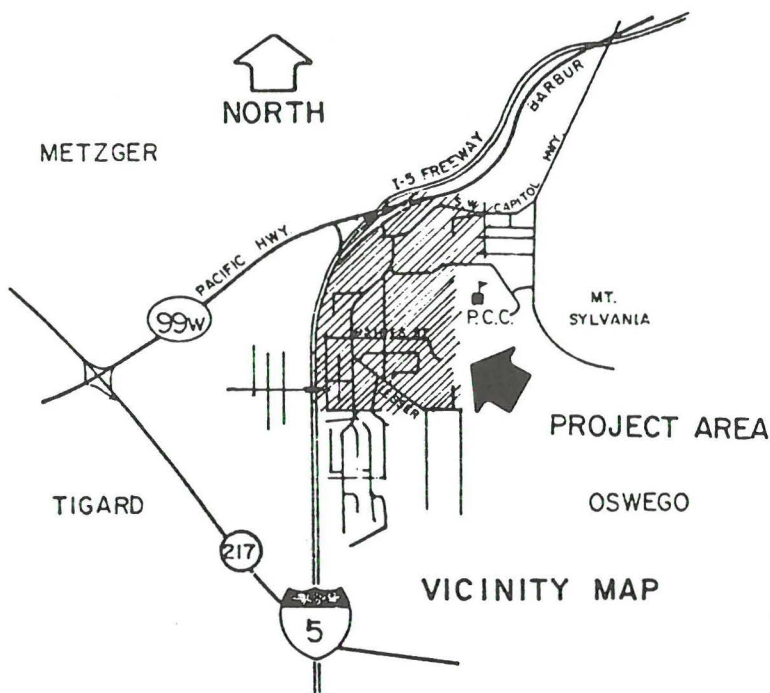 NORTH
METZGER
BARBUR
I-5 FREEWAY
HWY.
S.W. CAPITOL
PACIFIC HWY
99W
P.C.C.
MT.
SYLVANIA
LESSER
PROJECT AREA
TIGARD
OSWEGO
217
VICINITY MAP
5